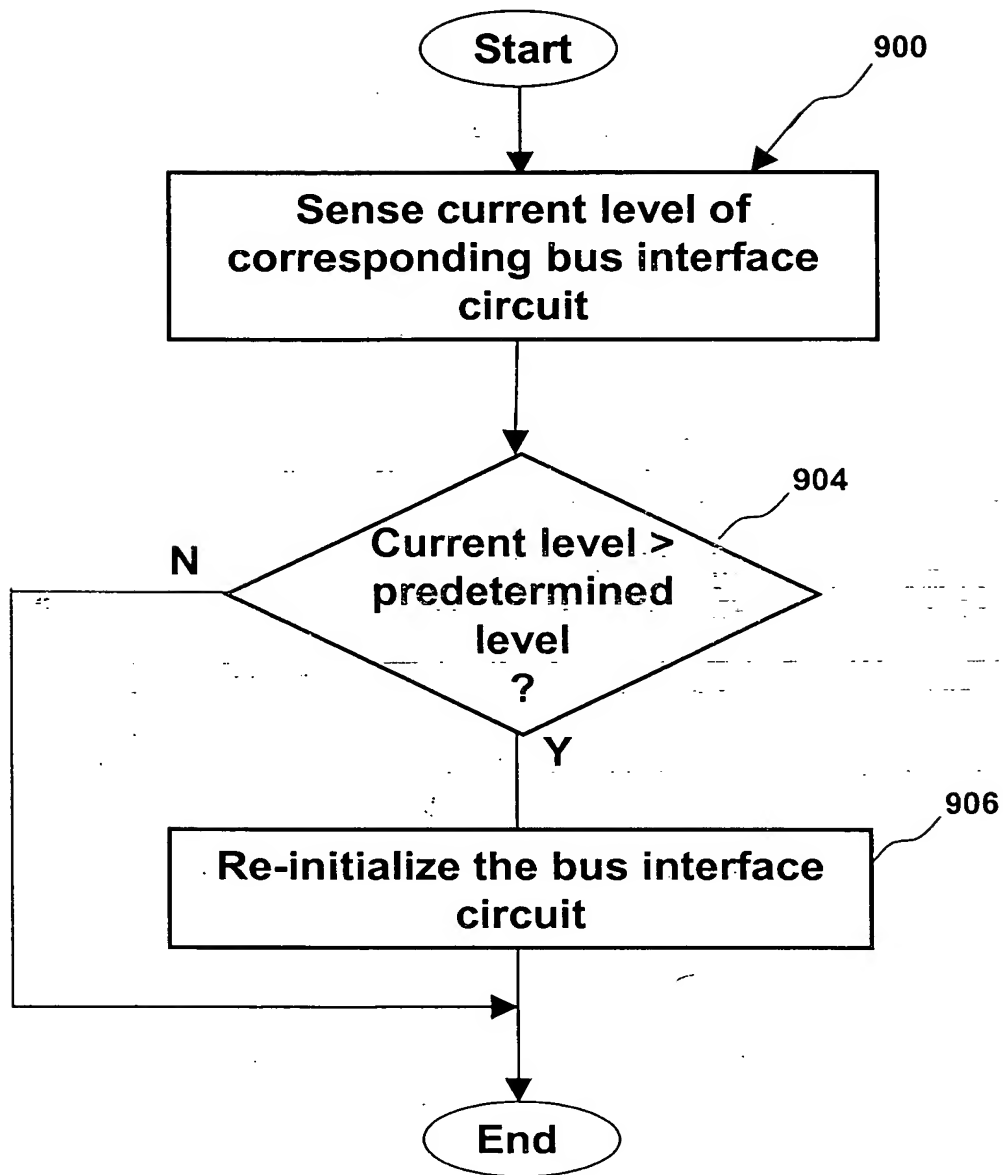 Start
900
Sense current level of
corresponding bus interface
circuit
904
N
Current level >
predetermined
level
?
Y
906
Re-initialize the bus interface
circuit
End